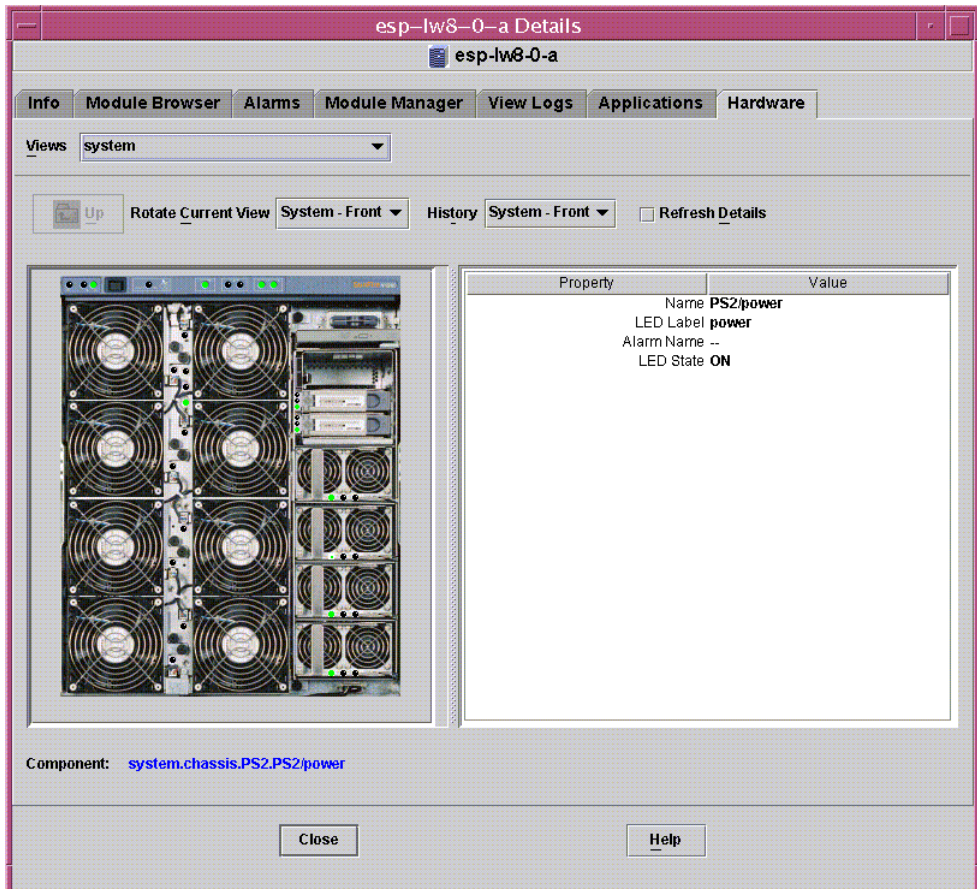 esp-lw8-0-a Details
esp-lw8-0-a
Info Module Browser Alarms Module Manager View Logs Applications Hardware
Views system
Up Rotate Current View System - Front History System - Front Refresh Details
Property Value
Name PS2/power
LED Label power
Alarm Name --
LED State ON
Component: system.chassis.PS2.PS2/power
Close Help